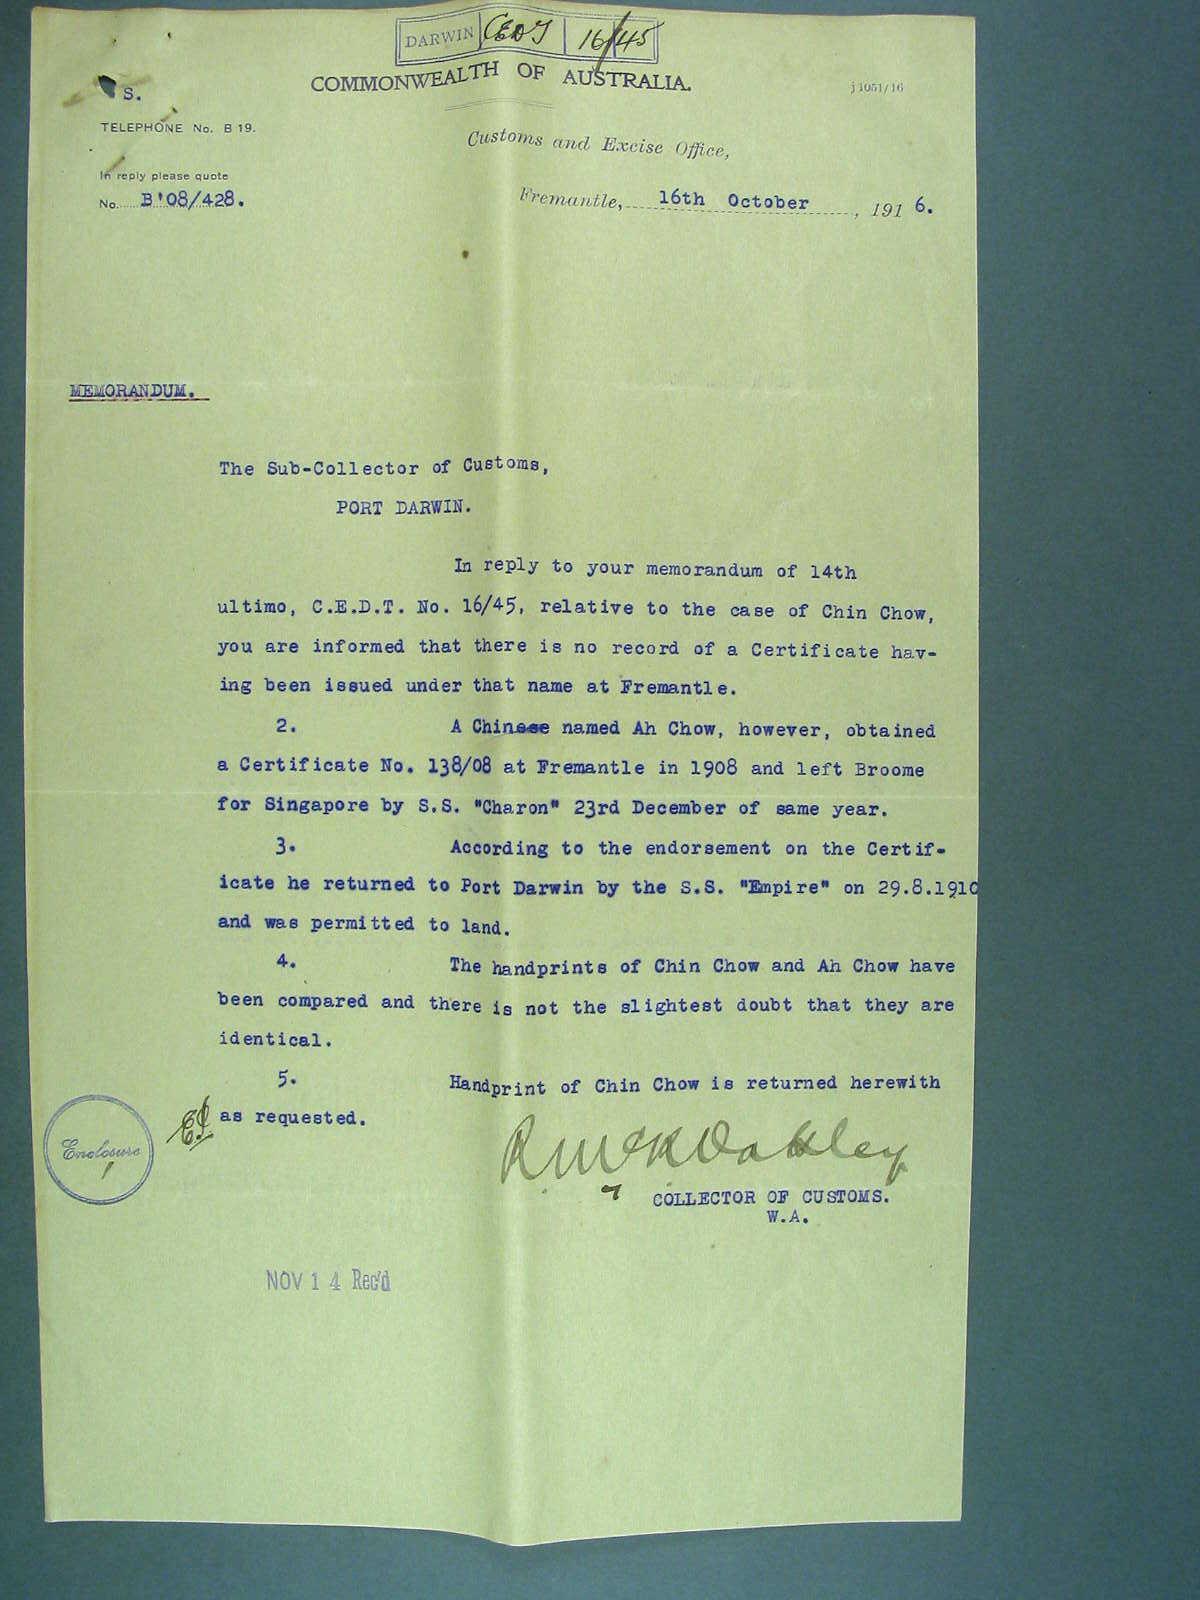 DARWIN CEDT 16/45
COMMONWEALTH OF AUSTRALIA.
j 1051/16
S.
TELEPHONE No. B 19.
Customs and Excise Office,
In reply please quote
No. B'08/428.
Fremantle, 16th October, 1916.
MEMORANDUM.
The Sub-Collector of Customs,
PORT DARWIN.
In reply to your memorandum of 14th
ultimo, C.E.D.T. No. 16/45, relative to the case of Chin Chow,
you are informed that there is no record of a Certificate hav-
ing been issued under that name at Fremantle.
2. A Chinese named Ah Chow, however, obtained
a Certificate No. 138/08 at Fremantle in 1908 and left Broome
for Singapore by S.S. "Charon" 23rd December of same year.
3. According to the endorsement on the Certif-
icate he returned to Port Darwin by the S.S. "Empire" on 29.8.1910
and was permitted to land.
4. The handprints of Chin Chow and Ah Chow have
been compared and there is not the slightest doubt that they are
identical.
5. Handprint of Chin Chow is returned herewith
as requested.
Enclosure
1
R McK Oakley
COLLECTOR OF CUSTOMS.
W.A.
NOV 14 Rec'd